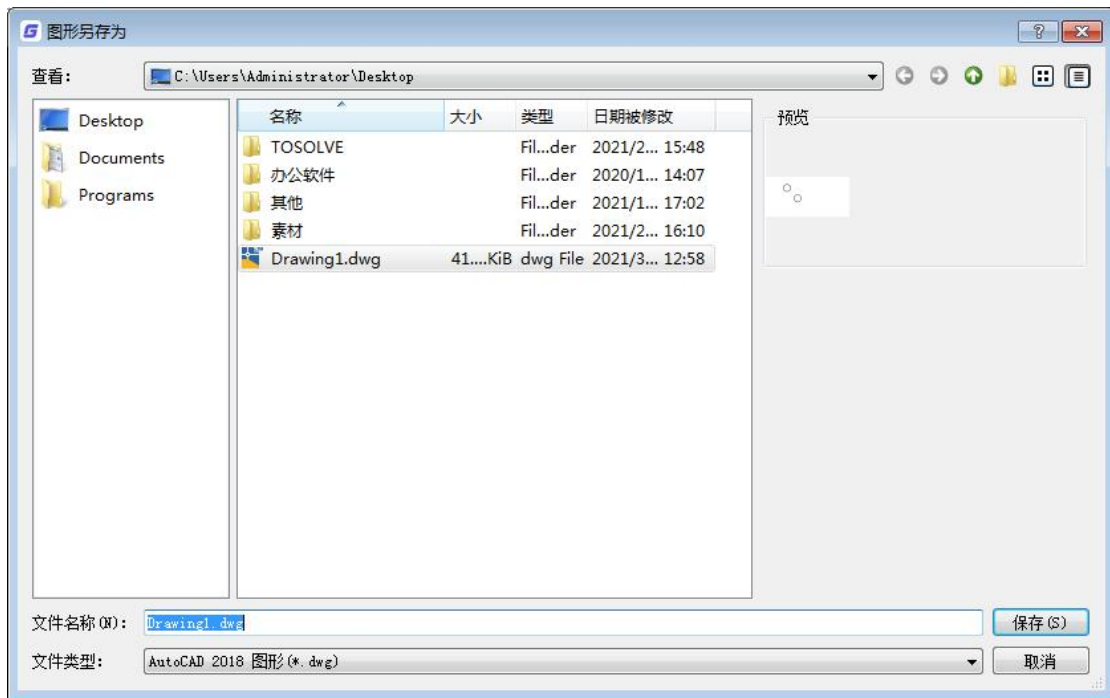 图形另存为
查看: C:\Users\Administrator\Desktop
Desktop
Documents
Programs
名称 大小 类型 日期被修改
TOSOLVE Fil...der 2021/2... 15:48
办公软件 Fil...der 2020/1... 14:07
其他 Fil...der 2021/1... 17:02
素材 Fil...der 2021/2... 16:10
Drawing1.dwg 41....KiB dwg File 2021/3... 12:58
预览
文件名称(N): Drawing1.dwg 保存(S)
文件类型: AutoCAD 2018 图形(*.dwg) 取消